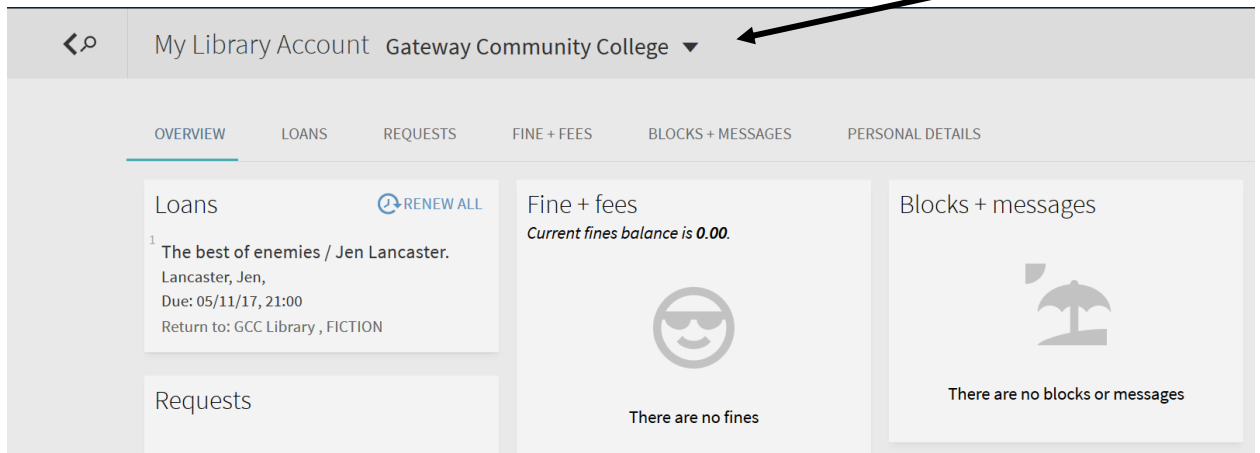 My Library Account Gateway Community College
OVERVIEW LOANS REQUESTS FINE + FEES BLOCKS + MESSAGES PERSONAL DETAILS
Loans RENEW ALL
1 The best of enemies / Jen Lancaster.
Lancaster, Jen,
Due: 05/11/17, 21:00
Return to: GCC Library , FICTION
Requests
Fine + fees
Current fines balance is 0.00.
There are no fines
Blocks + messages
There are no blocks or messages